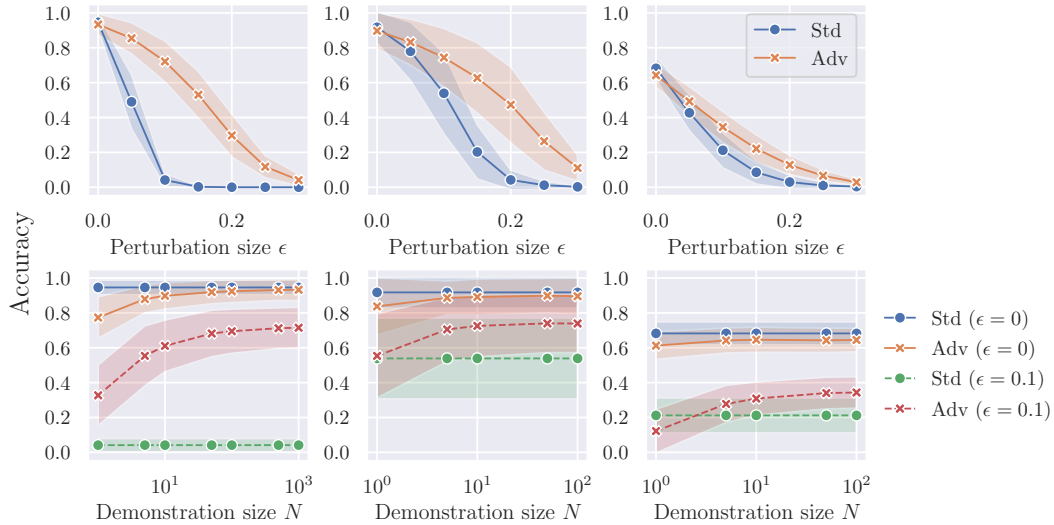 1.0
0.8
0.6
0.4
0.2
0.0
0.0 0.2
Perturbation size ϵ
1.0
0.8
0.6
0.4
0.2
0.0
0.0 0.2
Perturbation size ϵ
Std
Adv
1.0
0.8
0.6
0.4
0.2
0.0
0.0 0.2
Perturbation size ϵ
Accuracy
1.0
0.8
0.6
0.4
0.2
0.0
10¹ 10³
Demonstration size N
1.0
0.8
0.6
0.4
0.2
0.0
10⁰ 10¹ 10²
Demonstration size N
1.0
0.8
0.6
0.4
0.2
0.0
10⁰ 10¹ 10²
Demonstration size N
Std (ϵ = 0)
Adv (ϵ = 0)
Std (ϵ = 0.1)
Adv (ϵ = 0.1)